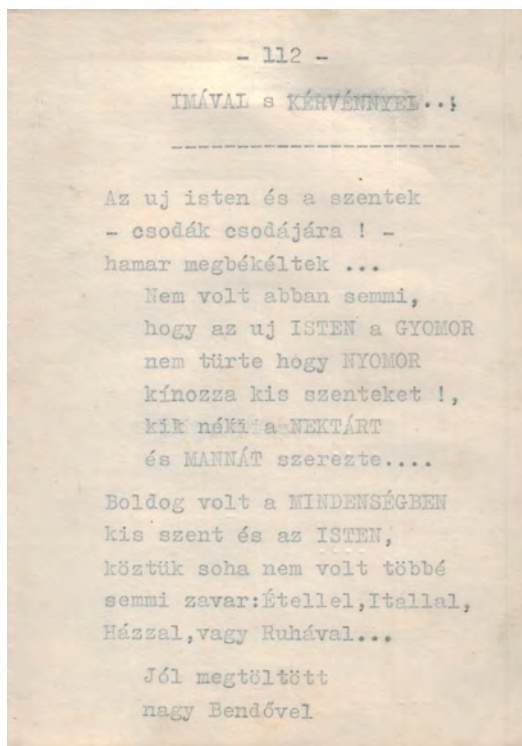 - 112 -
IMÁVAL s KÉRVÉNNYEL..!
-----------------------
Az uj isten és a szentek
- csodák csodájára ! -
hamar megbékéltek ...
Nem volt abban semmi,
hogy az uj ISTEN a GYOMOR
nem türte hogy NYOMOR
kínozza kis szenteket !,
kik néki a NEKTÁRT
és MANNÁT szerezte....
Boldog volt a MINDENSÉGBEN
kis szent és az ISTEN,
köztük soha nem volt többé
semmi zavar:Étellel,Itallal,
Házzal,vagy Ruhával...
Jól megtöltött
nagy Bendővel